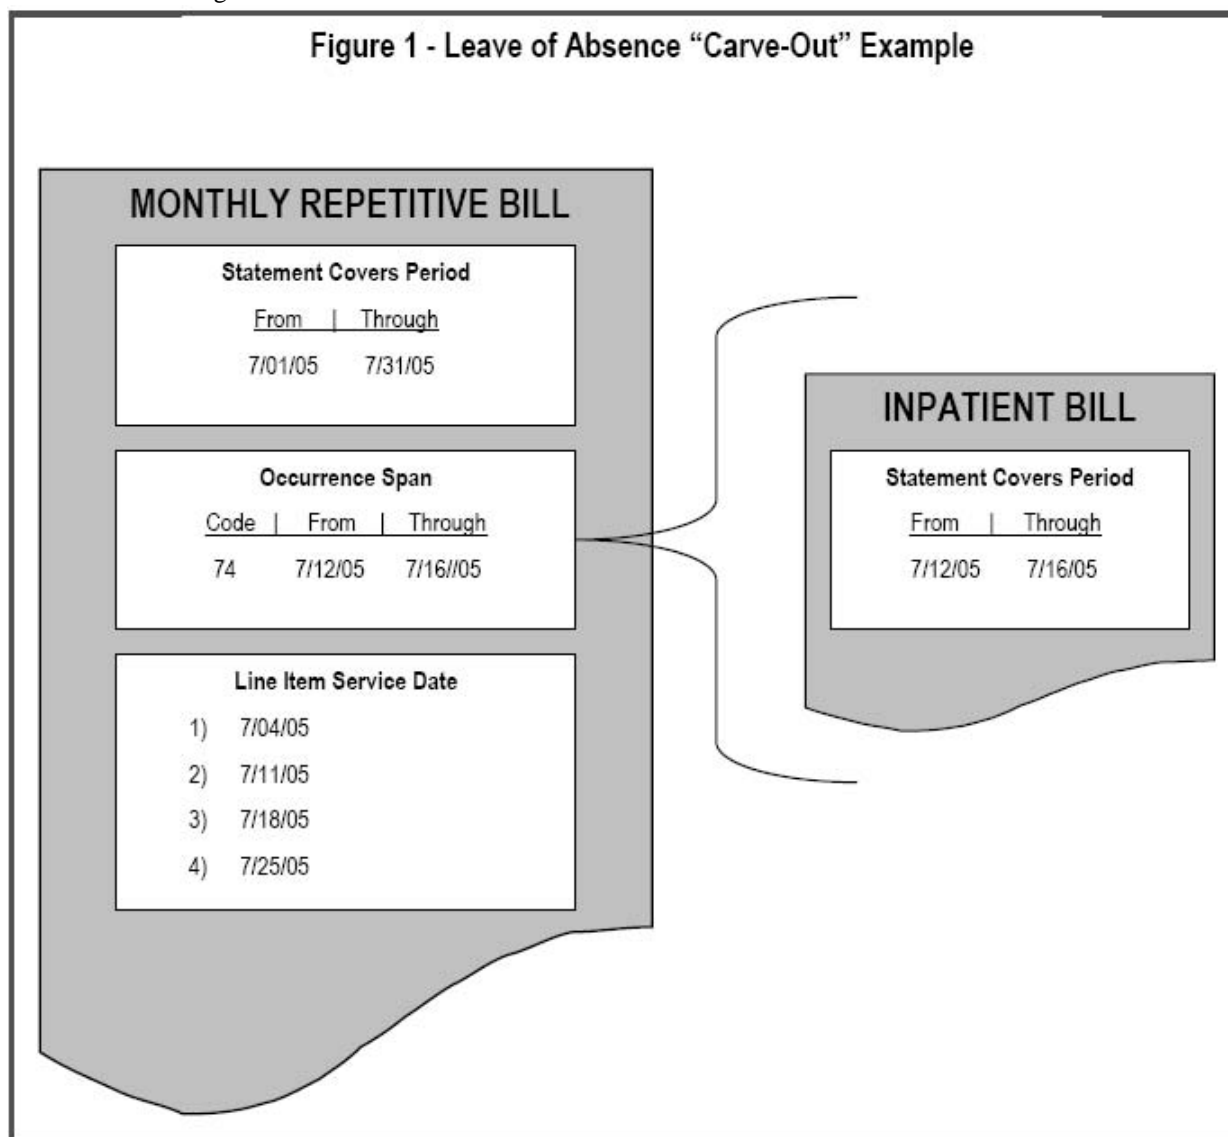 Figure 1 - Leave of Absence “Carve-Out” Example
MONTHLY REPETITIVE BILL
Statement Covers Period
From | Through
7/01/05 7/31/05
Occurrence Span
Code | From | Through
74 7/12/05 7/16//05
Line Item Service Date
1) 7/04/05
2) 7/11/05
3) 7/18/05
4) 7/25/05
INPATIENT BILL
Statement Covers Period
From | Through
7/12/05 7/16/05